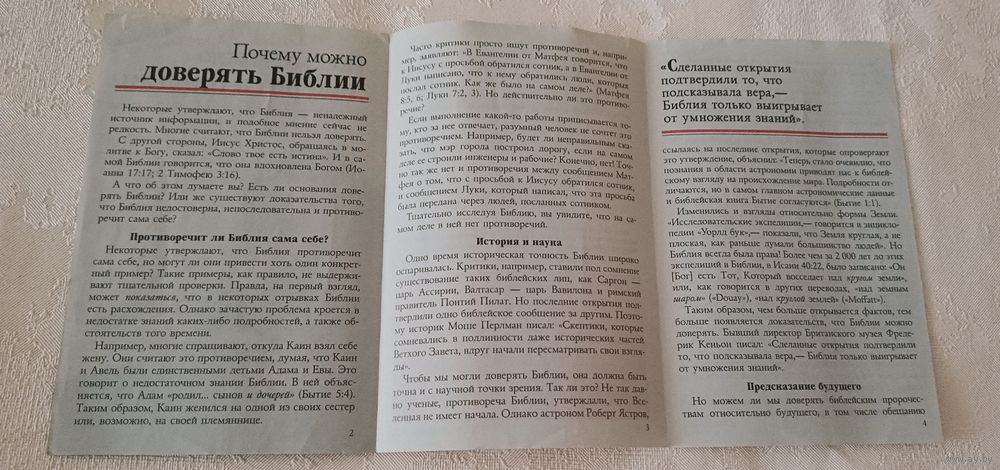 Почему можно
доверять Библии
Некоторые утверждают, что Библия — ненадежный
источник информации, и подобное мнение сейчас не
редкость. Многие считают, что Библии нельзя доверять.
С другой стороны, Иисус Христос, обращаясь в мо-
литве к Богу, сказал: «Слово твое есть истина». И в са-
мой Библии говорится, что она вдохновлена Богом (Ио-
анна 17:17; 2 Тимофею 3:16).
А что об этом думаете вы? Есть ли основания дове-
рять Библии? Или же существуют доказательства того,
что Библия недостоверна, непоследовательна и противо-
речит сама себе?
Противоречит ли Библия сама себе?
Некоторые утверждают, что Библия противоречит
сама себе, но могут ли они привести хоть один конкрет-
ный пример? Такие примеры, как правило, не выдержи-
вают тщательной проверки. Правда, на первый взгляд,
может показаться, что в некоторых отрывках Библии
есть расхождения. Однако зачастую проблема кроется в
недостатке знаний каких-либо подробностей, а также об-
стоятельств того времени.
Например, многие спрашивают, откуда Каин взял себе
жену. Они считают это противоречием, думая, что Каин
и Авель были единственными детьми Адама и Евы. Это
говорит о недостаточном знании Библии. В ней объяс-
няется, что Адам «родил... сынов и дочерей» (Бытие 5:4).
Таким образом, Каин женился на одной из своих сестер
или, возможно, на своей племяннице.
2
Часто критики просто ищут противоречий и, напри-
мер, заявляют: «В Евангелии от Матфея говорится, что
к Иисусу с просьбой обратился сотник, а в Евангелии от
Луки написано, что к нему обратились люди, которых
послал сотник. Как же было на самом деле?» (Матфея
8:5, 6; Луки 7:2, 3). Но действительно ли это противо-
речие?
Если выполнение какой-то работы приписывается то-
му, кто за нее отвечает, разумный человек не сочтет это
противоречием. Например, будет ли неправильным ска-
зать, что мэр города построил дорогу, если на самом
деле ее строили инженеры и рабочие? Конечно, нет! Точ-
но так же нет и противоречия между сообщением Мат-
фея о том, что с просьбой к Иисусу обратился сотник,
и сообщением Луки, который написал, что эта просьба
была передана через людей, посланных сотником.
Тщательно исследуя Библию, вы увидите, что на са-
мом деле в ней нет противоречий.
История и наука
Одно время историческая точность Библии широко
оспаривалась. Критики, например, ставили под сомнение
существование таких библейских лиц, как Саргон —
царь Ассирии, Валтасар — царь Вавилона и римский
правитель Понтий Пилат. Но последние открытия под-
твердили одно библейское сообщение за другим. Поэто-
му историк Моше Перлман писал: «Скептики, которые
сомневались в подлинности даже исторических частей
Ветхого Завета, вдруг начали пересматривать свои взгля-
ды».
Чтобы мы могли доверять Библии, она должна быть
точна и с научной точки зрения. Так ли это? Не так дав-
но ученые, противореча Библии, утверждали, что Все-
ленная не имеет начала. Однако астроном Роберт Ястров,
3
«Сделанные открытия
подтвердили то, что
подсказывала вера,—
Библия только выигрывает
от умножения знаний».
ссылаясь на последние открытия, которые опровергают
это утверждение, объяснил: «Теперь стало очевидно, что
познания в области астрономии приводят нас к библей-
скому взгляду на происхождение мира. Подробности от-
личаются, но в самом главном астрономические данные
и библейская книга Бытие согласуются» (Бытие 1:1).
Изменились и взгляды относительно формы Земли.
«Исследовательские экспедиции,— говорится в энцикло-
педии «Уорлд бук»,— показали, что Земля круглая, а не
плоская, как раньше думали большинство людей». Но
Библия всегда была права! Более чем за 2 000 лет до этих
экспедиций в Библии, в Исаии 40:22, было записано: «Он
[Бог] есть Тот, Который восседает над кругом земли»
или, как говорится в других переводах, «над земным
шаром» («Douay»), «над круглой землей» («Moffatt»).
Таким образом, чем больше открывается фактов, тем
больше появляется доказательств, что Библии можно
доверять. Бывший директор Британского музея Фреде-
рик Кеньон писал: «Сделанные открытия подтвердили
то, что подсказывала вера,— Библия только выигрывает
от умножения знаний».
Предсказание будущего
Но можем ли мы доверять библейским пророчес-
твам относительно будущего, в том числе обещанию
4
www.av.by